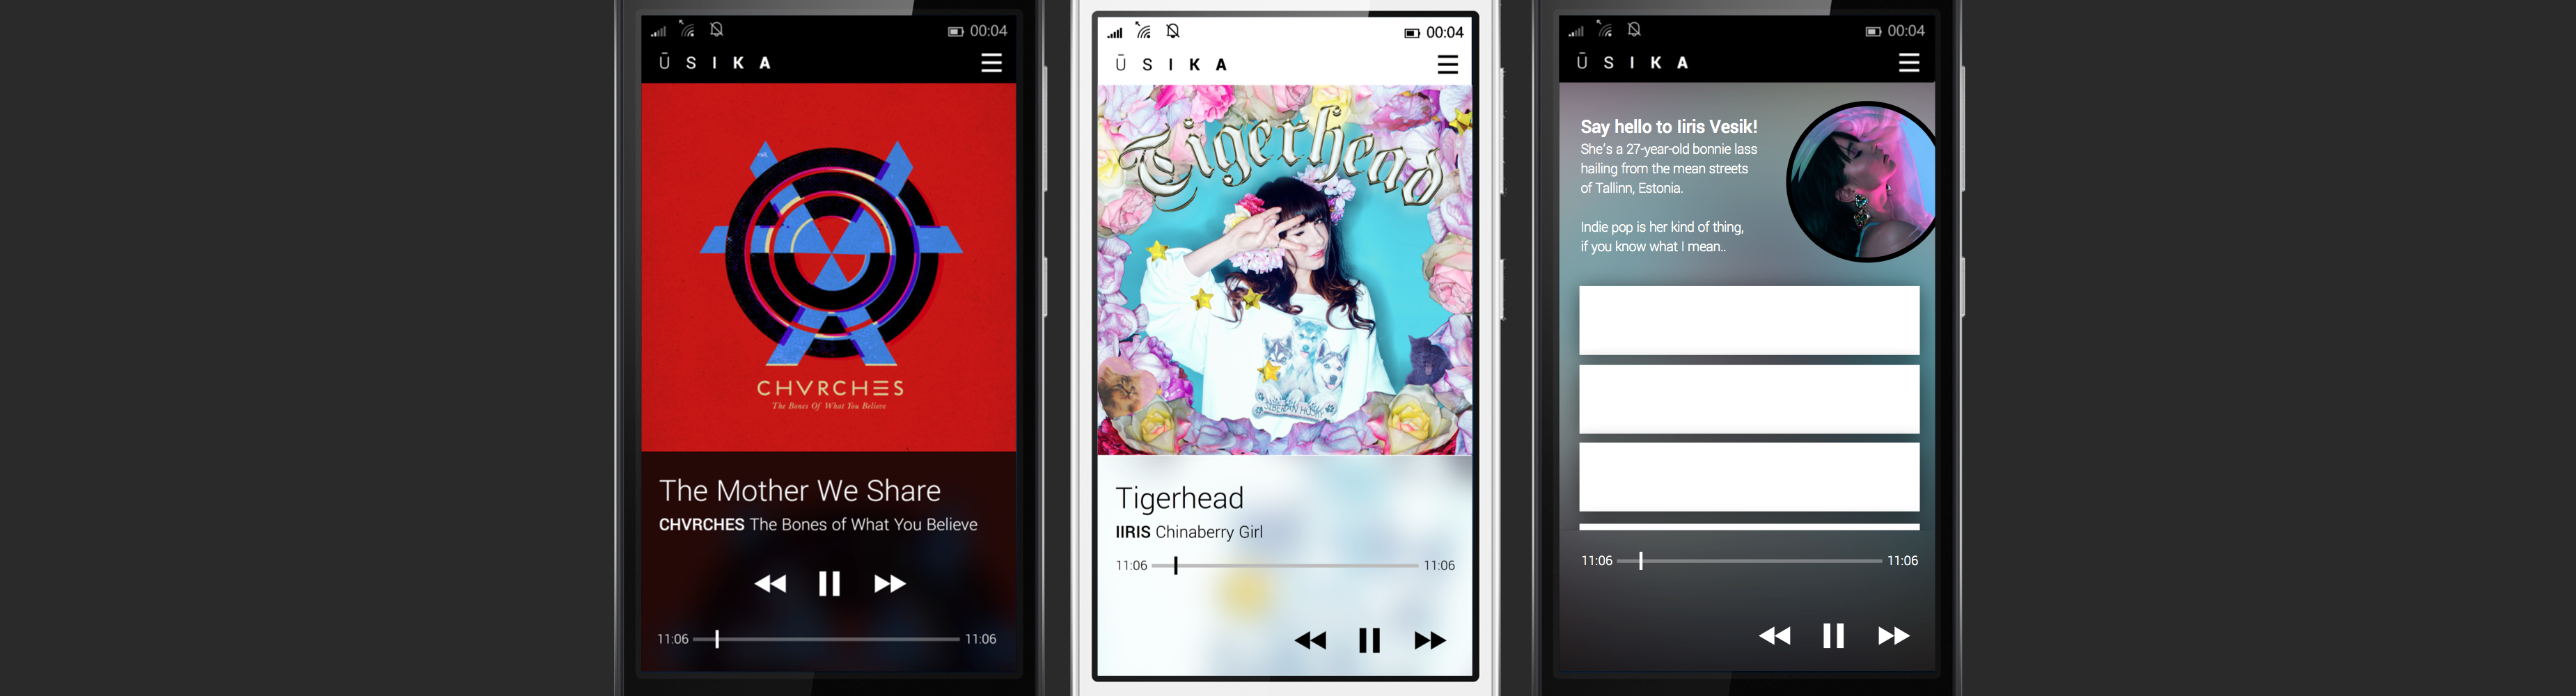 00:04
Ū S I K A
CHVRCHES
The Bones Of What You Believe
The Mother We Share
CHVRCHES The Bones of What You Believe
11:06 11:06
00:04
Ū S I K A
Tigerhead
SIBERIAN HUSKY
Tigerhead
IIRIS Chinaberry Girl
11:06 11:06
00:04
Ū S I K A
Say hello to Iiris Vesik!
She's a 27-year-old bonnie lass
hailing from the mean streets
of Tallinn, Estonia.
Indie pop is her kind of thing,
if you know what I mean..
11:06 11:06